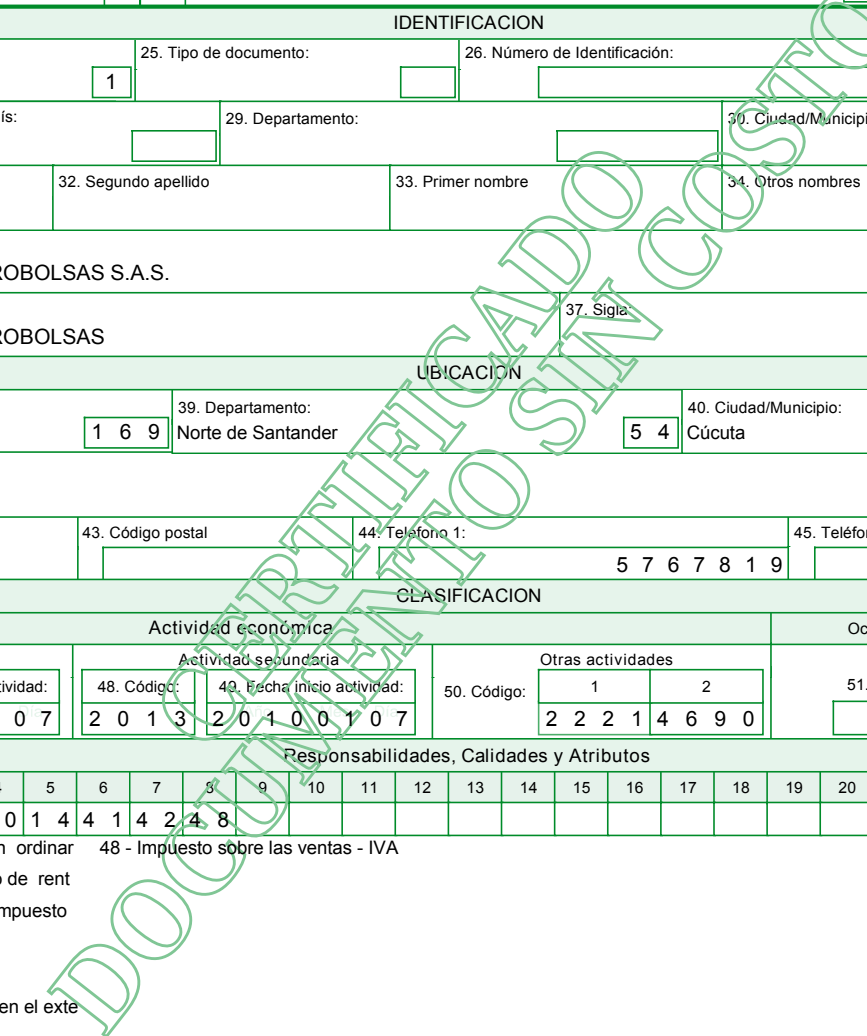 IDENTIFICACION
25. Tipo de documento:
26. Número de Identificación:
1
ís:
29. Departamento:
30. Ciudad/Municipi
32. Segundo apellido
33. Primer nombre
34. Otros nombres
ROBOLSAS S.A.S.
37. Sigla:
ROBOLSAS
UBICACION
39. Departamento:
40. Ciudad/Municipio:
1 6 9 Norte de Santander 5 4 Cúcuta
43. Código postal
44. Teléfono 1:
45. Teléfo
5 7 6 7 8 1 9
CLASIFICACION
Actividad económica
Oc
Actividad secundaria
Otras actividades
ividad:
48. Código:
49. Fecha inicio actividad:
50. Código:
1 2
51.
0 7 2 0 1 3 2 0 1 0 0 1 0 7 2 2 2 1 4 6 9 0
Responsabilidades, Calidades y Atributos
5 6 7 8 9 10 11 12 13 14 15 16 17 18 19 20
0 1 4 4 1 4 2 4 8
n ordinar 48 - Impuesto sobre las ventas - IVA
o de rent
mpuesto
en el exte
CERTIFICADO
DOCUMENTO SIN COSTO